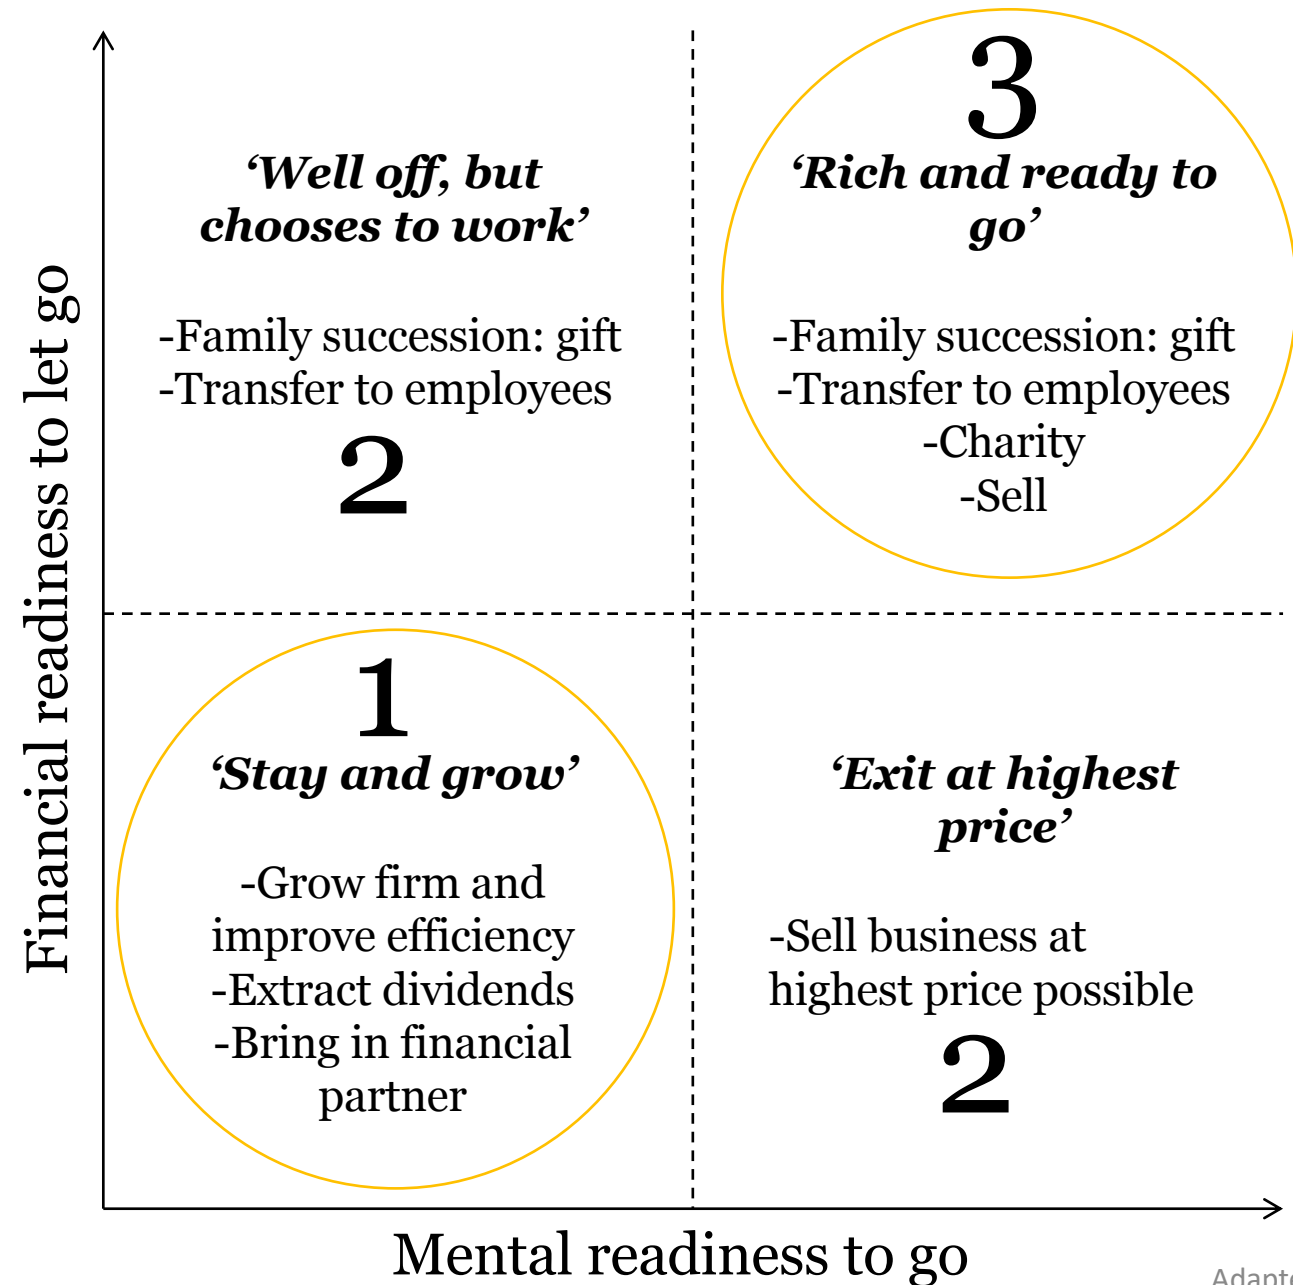 Financial readiness to let go
‘Well off, but
chooses to work’
-Family succession: gift
-Transfer to employees
2
3
‘Rich and ready to
go’
-Family succession: gift
-Transfer to employees
-Charity
-Sell
1
‘Stay and grow’
-Grow firm and
improve efficiency
-Extract dividends
-Bring in financial
partner
‘Exit at highest
price’
-Sell business at
highest price possible
2
Mental readiness to go